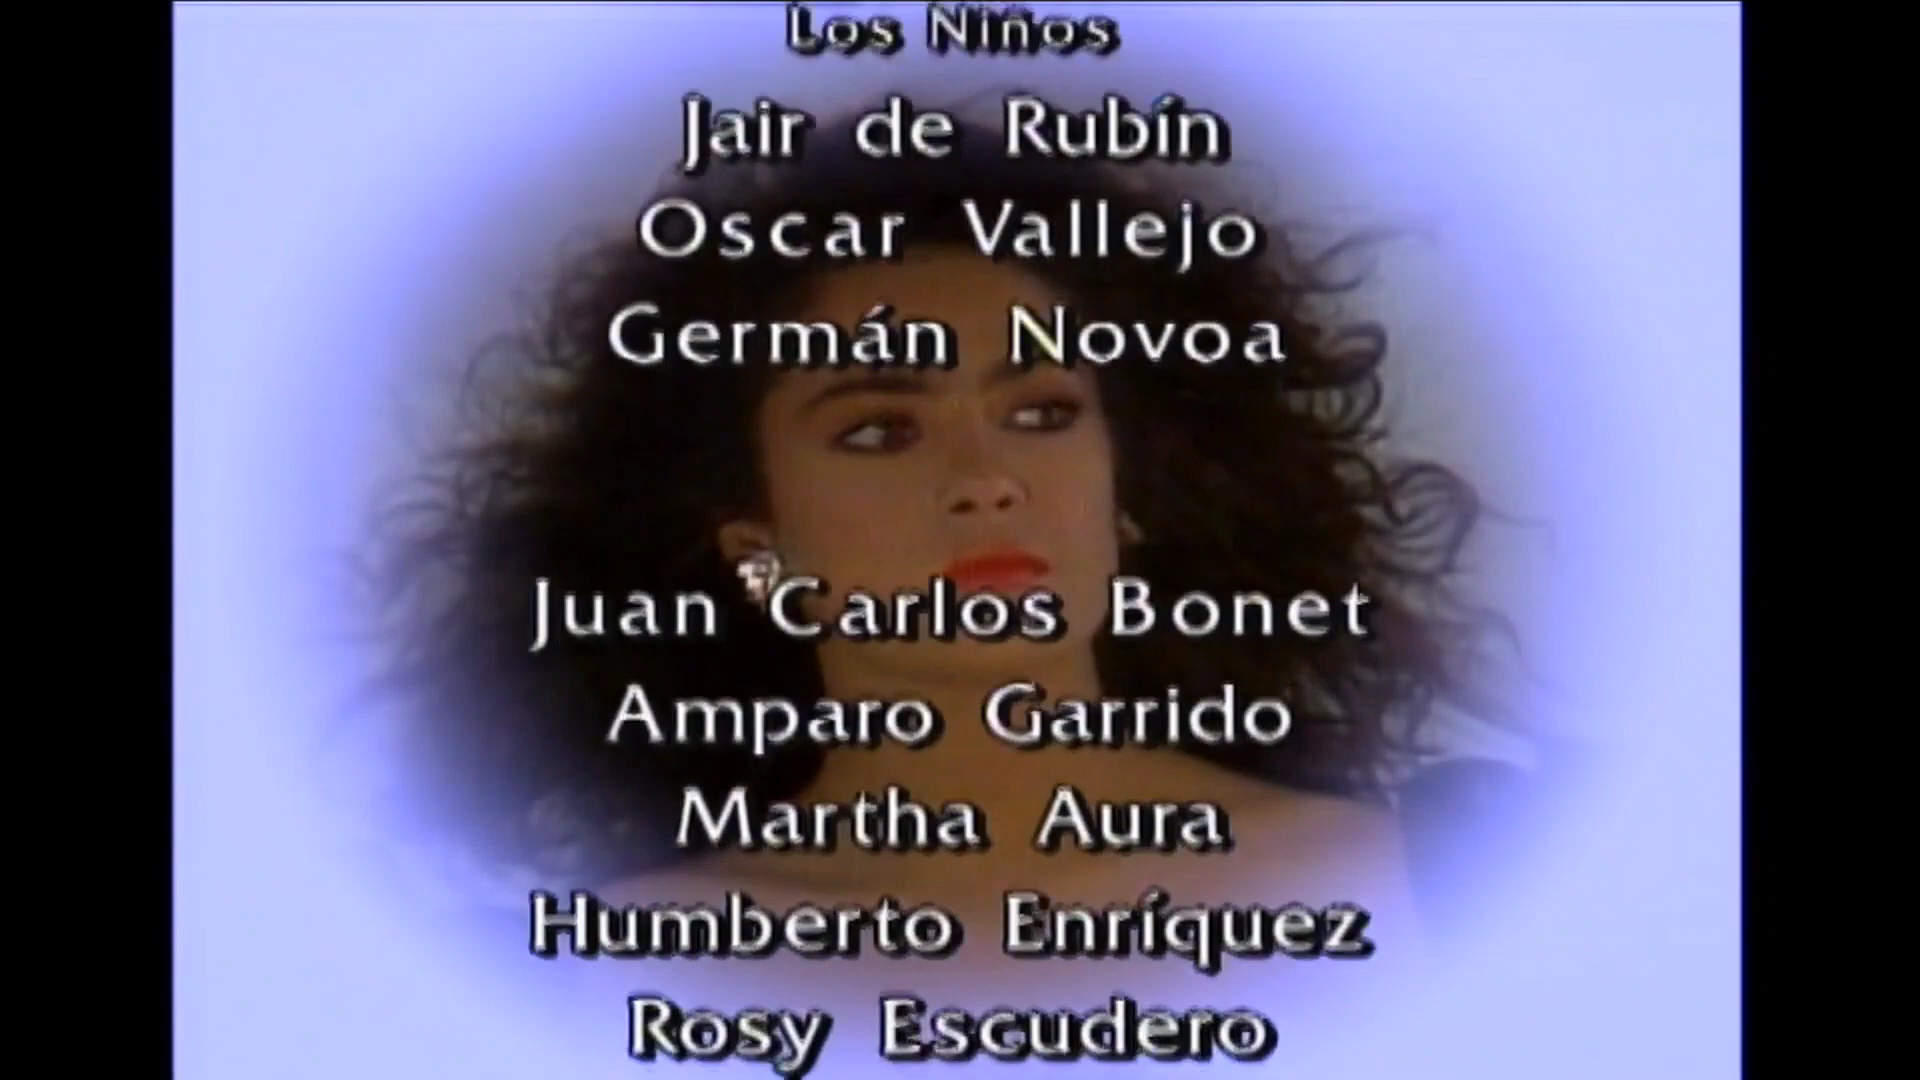 Los Niños
Jair de Rubín
Oscar Vallejo
Germán Novoa
Juan Carlos Bonet
Amparo Garrido
Martha Aura
Humberto Enríquez
Rosy Escudero